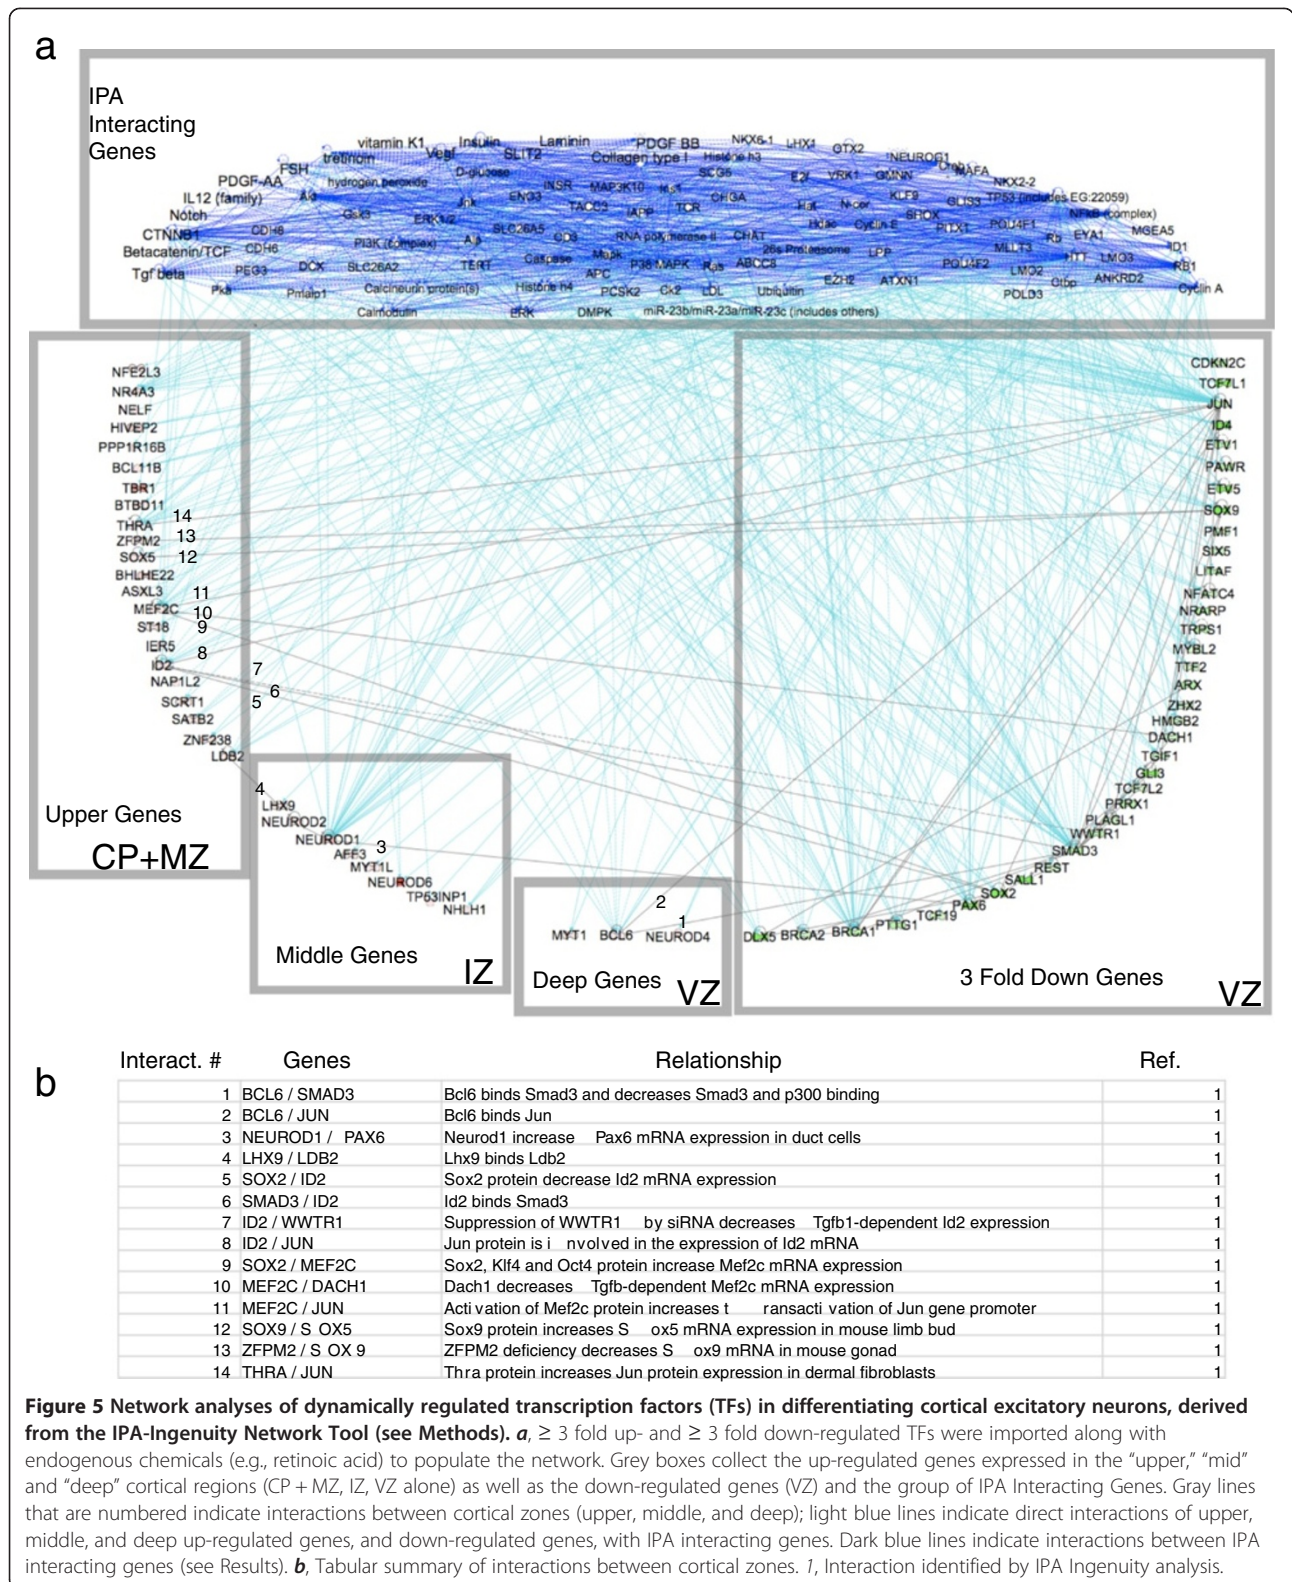 a
IPA
Interacting
Genes
vitamin K1 Insulin Laminin PDGF BB NKX6-1 LHX1 OTX2
tretinoin Vegf SLIT2 Collagen type I Histone h3 NEUROG1
FSH D-glucose SCG5 MAFA
PDGF-AA hydrogen peroxide INSR MAP3K10 E2f VRK1 GMNN NKX2-2
IL12 (family) Akt Jnk ENO3 CHGA KLF9 GLIS3 TP53 (includes EG:22059)
Notch Gsk3 ERK1/2 TACC3 IAPP TCR N-cor SHOX NFkB (complex)
CTNNB1 CDH8 SLC26A5 Hdac Cyclin E PITX1 POU4F1 MGEA5
PI3K (complex) RNA polymerase II CHAT Rb EYA1
Betacatenin/TCF CDH6 Caspase Mapk 26s Proteasome LPP MLLT3 ID1
HTT LMO3
Tgf beta PEG3 DCX SLC26A2 TERT P38 MAPK Ras ABCC8 POU4F2 RB1
APC EZH2 ATXN1 LMO2 Ctbp ANKRD2
Pka Pmaip1 Calcineurin protein(s) Histone h4 PCSK2 Ck2 LDL Ubiquitin POLD3 Cyclin A
Calmodulin ERK DMPK miR-23b/miR-23a/miR-23c (includes others)
NFE2L3
NR4A3
NELF
HIVEP2
PPP1R16B
BCL11B
TBR1
BTBD11
THRA 14
ZFPM2 13
SOX5 12
BHLHE22
ASXL3 11
MEF2C 10
ST18 9
IER5 8
ID2 7
NAP1L2 6
SCRT1 5
SATB2
ZNF238
LDB2
Upper Genes
CP+MZ
4
LHX9
NEUROD2
NEUROD1
AFF3 3
MYT1L
NEUROD6
TP53INP1
NHLH1
Middle Genes
IZ
2
1
MYT1 BCL6 NEUROD4
Deep Genes
VZ
CDKN2C
TCF7L1
JUN
ID4
ETV1
PAWR
ETV5
SOX9
PMF1
SIX5
LITAF
NFATC4
NRARP
TRPS1
MYBL2
TTF2
ARX
ZHX2
HMGB2
DACH1
TGIF1
GLI3
TCF7L2
PRRX1
PLAGL1
WWTR1
SMAD3
REST
SALL1
SOX2
PAX6
TCF19
PTTG1
BRCA1
BRCA2
DLX5
3 Fold Down Genes
VZ
b
Interact. # Genes Relationship Ref.
1 BCL6 / SMAD3 Bcl6 binds Smad3 and decreases Smad3 and p300 binding 1
2 BCL6 / JUN Bcl6 binds Jun 1
3 NEUROD1 / PAX6 Neurod1 increase Pax6 mRNA expression in duct cells 1
4 LHX9 / LDB2 Lhx9 binds Ldb2 1
5 SOX2 / ID2 Sox2 protein decrease Id2 mRNA expression 1
6 SMAD3 / ID2 Id2 binds Smad3 1
7 ID2 / WWTR1 Suppression of WWTR1 by siRNA decreases Tgfb1-dependent Id2 expression 1
8 ID2 / JUN Jun protein is i nvolved in the expression of Id2 mRNA 1
9 SOX2 / MEF2C Sox2, Klf4 and Oct4 protein increase Mef2c mRNA expression 1
10 MEF2C / DACH1 Dach1 decreases Tgfb-dependent Mef2c mRNA expression 1
11 MEF2C / JUN Acti vation of Mef2c protein increases t ransacti vation of Jun gene promoter 1
12 SOX9 / S OX5 Sox9 protein increases S ox5 mRNA expression in mouse limb bud 1
13 ZFPM2 / S OX 9 ZFPM2 deficiency decreases S ox9 mRNA in mouse gonad 1
14 THRA / JUN Thra protein increases Jun protein expression in dermal fibroblasts 1
Figure 5 Network analyses of dynamically regulated transcription factors (TFs) in differentiating cortical excitatory neurons, derived
from the IPA-Ingenuity Network Tool (see Methods). a, ≥ 3 fold up- and ≥ 3 fold down-regulated TFs were imported along with
endogenous chemicals (e.g., retinoic acid) to populate the network. Grey boxes collect the up-regulated genes expressed in the “upper,” “mid”
and “deep” cortical regions (CP + MZ, IZ, VZ alone) as well as the down-regulated genes (VZ) and the group of IPA Interacting Genes. Gray lines
that are numbered indicate interactions between cortical zones (upper, middle, and deep); light blue lines indicate direct interactions of upper,
middle, and deep up-regulated genes, and down-regulated genes, with IPA interacting genes. Dark blue lines indicate interactions between IPA
interacting genes (see Results). b, Tabular summary of interactions between cortical zones. 1, Interaction identified by IPA Ingenuity analysis.